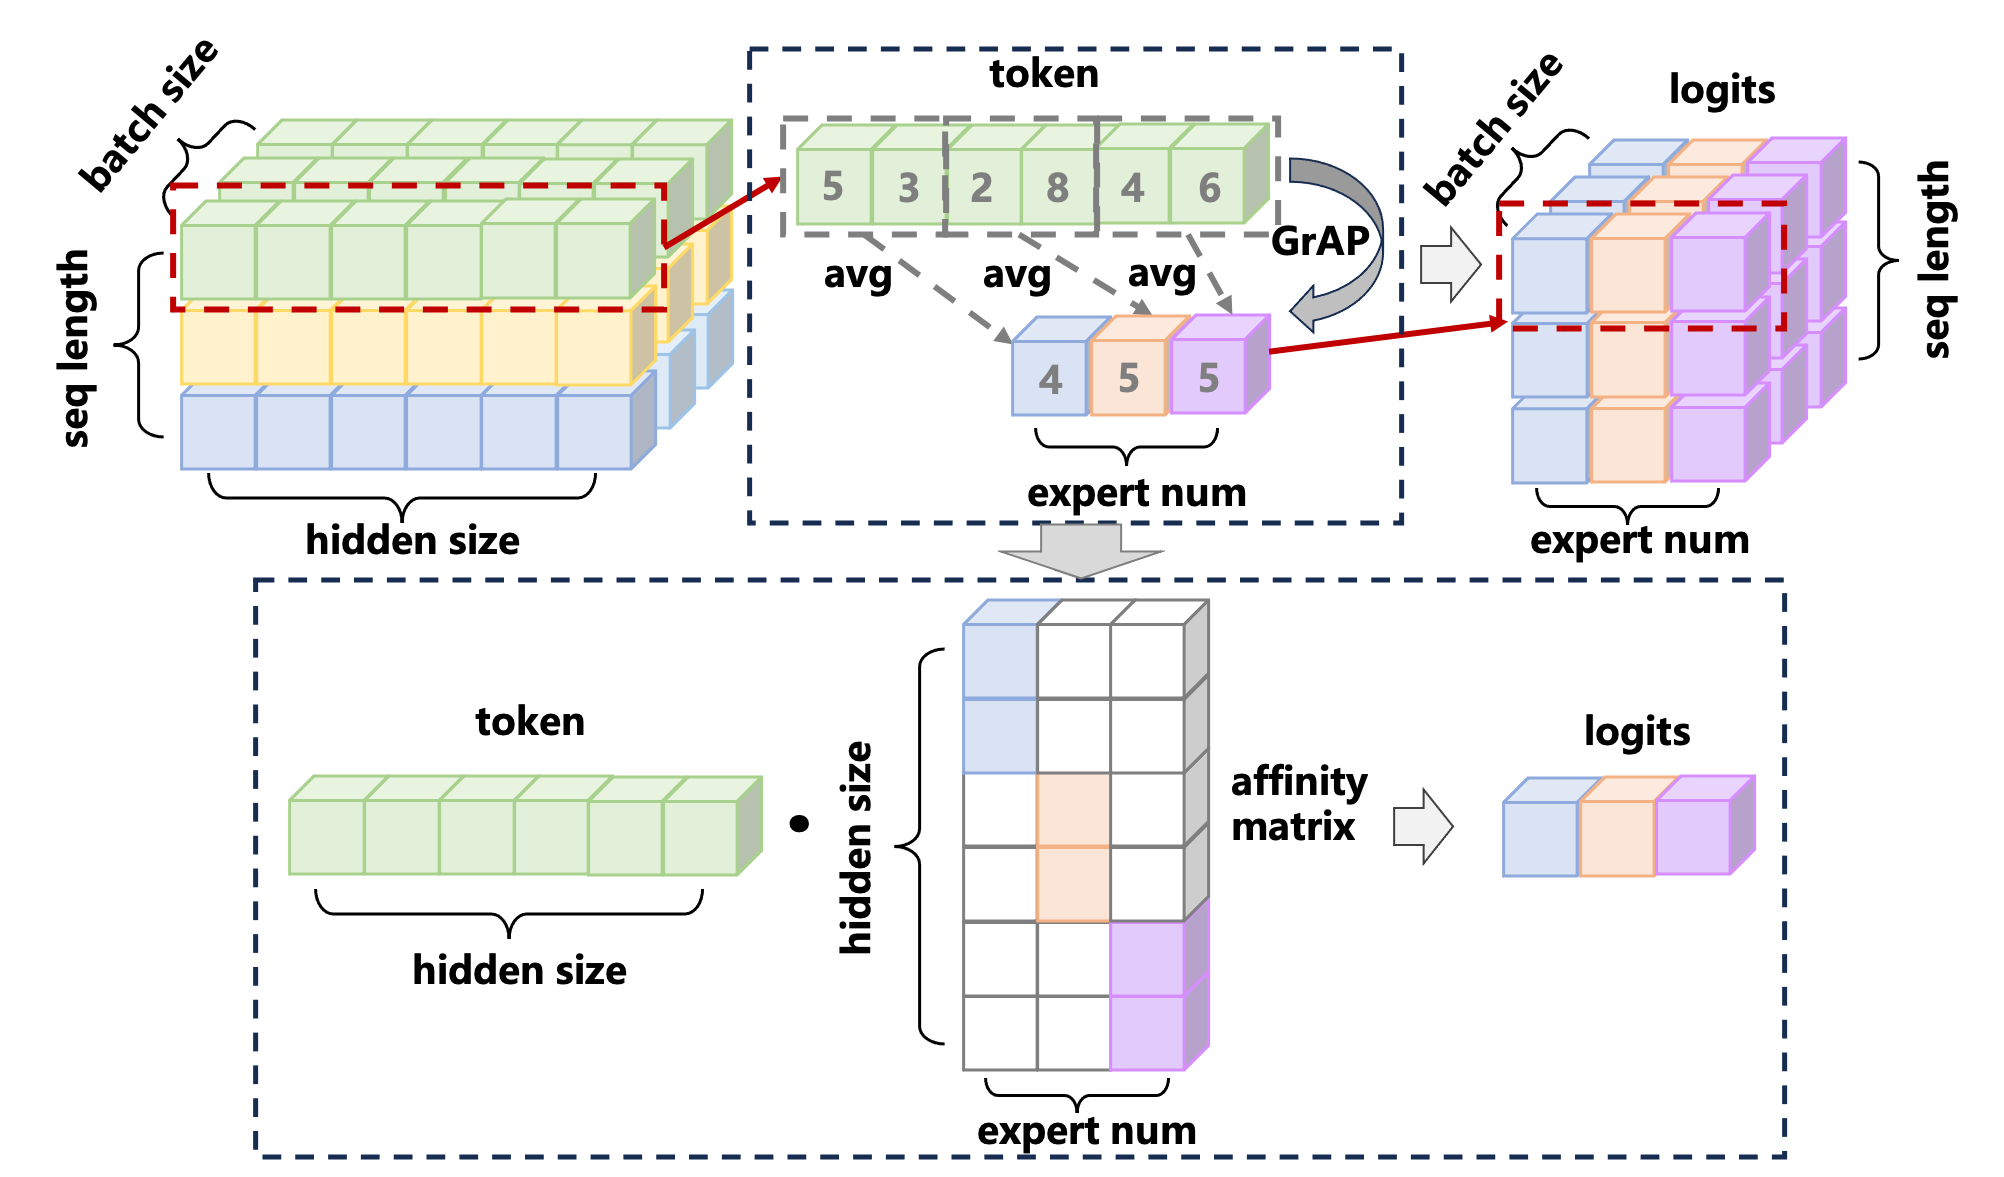 batch size
seq length
hidden size
token
5 3 2 8 4 6
avg avg avg
GrAP
4 5 5
expert num
batch size
logits
seq length
expert num
token
hidden size
hidden size
expert num
affinity
matrix
logits